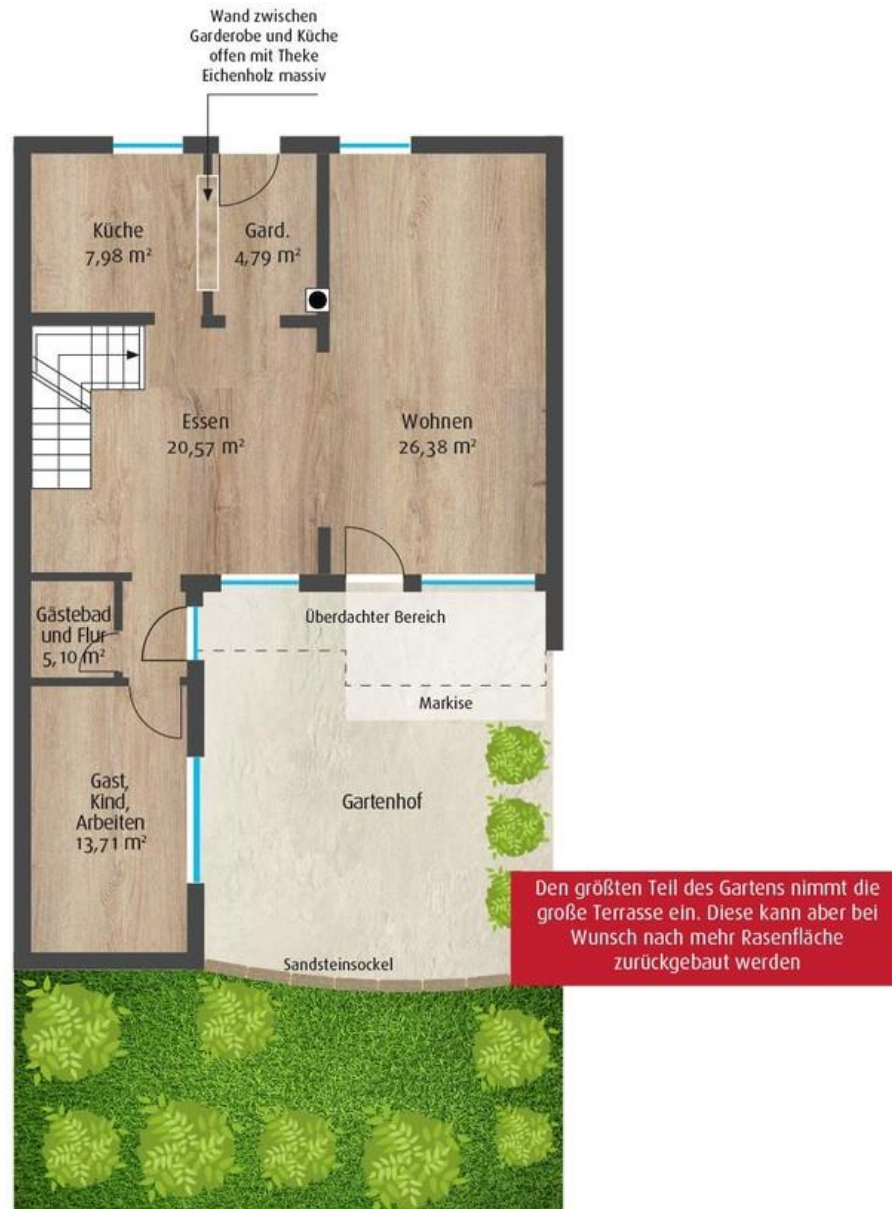 Wand zwischen
Garderobe und Küche
offen mit Theke
Eichenholz massiv
Küche
7,98 m²
Gard.
4,79 m²
Essen
20,57 m²
Wohnen
26,38 m²
Gästebad
und Flur
5,10 m²
Überdachter Bereich
Markise
Gast,
Kind,
Arbeiten
13,71 m²
Gartenhof
Den größten Teil des Gartens nimmt die
große Terrasse ein. Diese kann aber bei
Wunsch nach mehr Rasenfläche
zurückgebaut werden
Sandsteinsockel